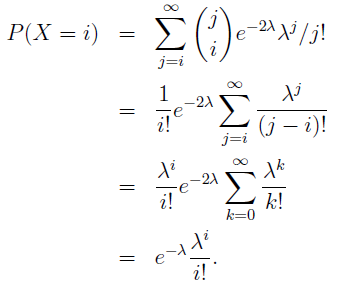 P(X = i) = \sum_{j=i}^{\infty} \binom{j}{i} e^{-2\lambda} \lambda^j / j!
= \frac{1}{i!} e^{-2\lambda} \sum_{j=i}^{\infty} \frac{\lambda^j}{(j-i)!}
= \frac{\lambda^i}{i!} e^{-2\lambda} \sum_{k=0}^{\infty} \frac{\lambda^k}{k!}
= e^{-\lambda} \frac{\lambda^i}{i!}.